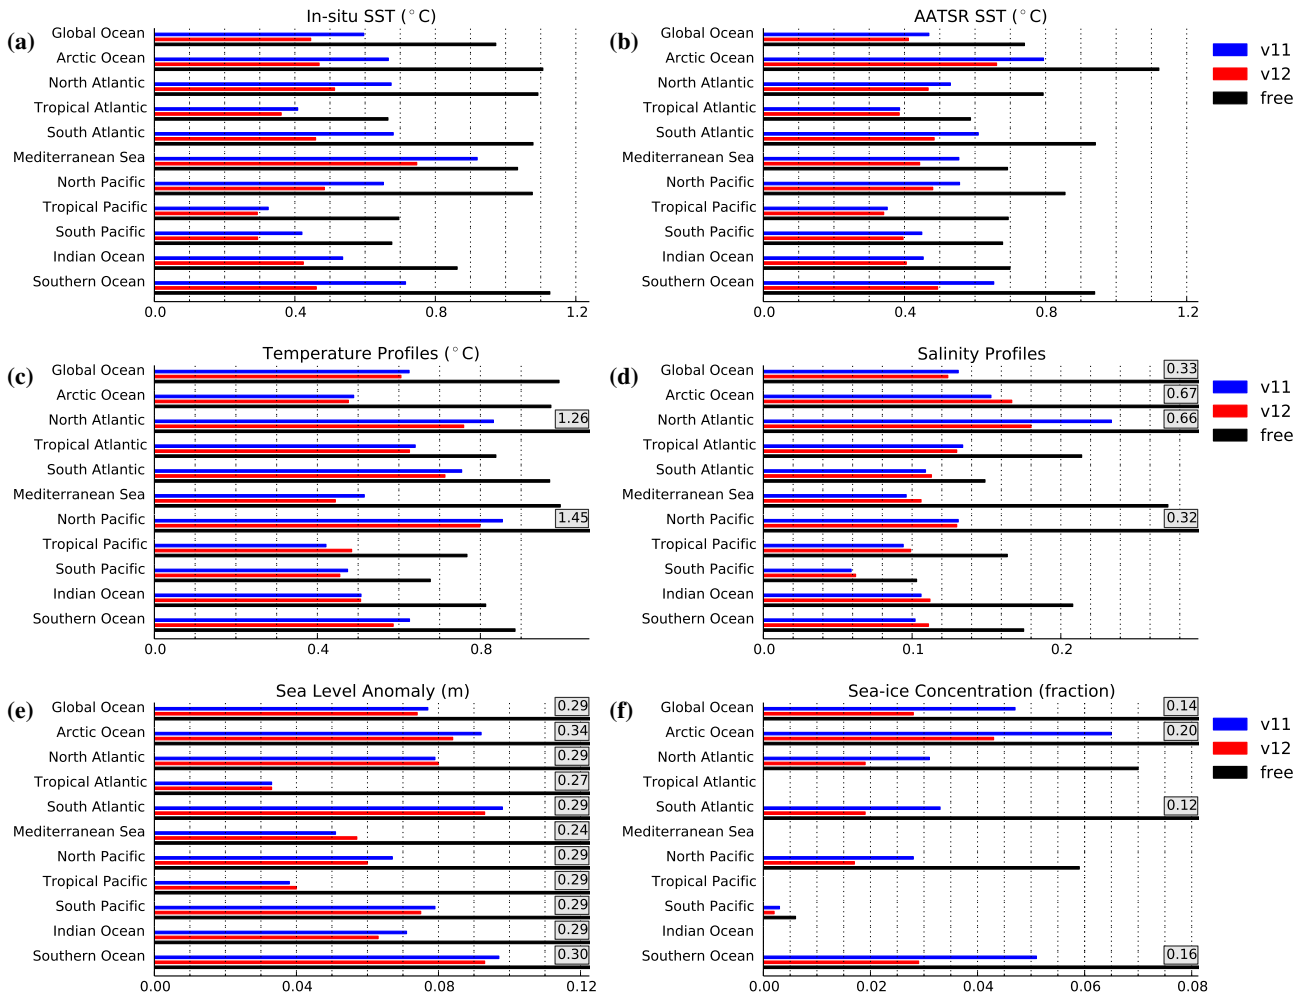 In-situ SST (°C)
(a)
Global Ocean
Arctic Ocean
North Atlantic
Tropical Atlantic
South Atlantic
Mediterranean Sea
North Pacific
Tropical Pacific
South Pacific
Indian Ocean
Southern Ocean
0.0 0.4 0.8 1.2
AATSR SST (°C)
(b)
Global Ocean
Arctic Ocean
North Atlantic
Tropical Atlantic
South Atlantic
Mediterranean Sea
North Pacific
Tropical Pacific
South Pacific
Indian Ocean
Southern Ocean
0.0 0.4 0.8 1.2
v11
v12
free
Temperature Profiles (°C)
(c)
Global Ocean
Arctic Ocean
North Atlantic 1.26
Tropical Atlantic
South Atlantic
Mediterranean Sea
North Pacific 1.45
Tropical Pacific
South Pacific
Indian Ocean
Southern Ocean
0.0 0.4 0.8
Salinity Profiles
(d)
Global Ocean 0.33
Arctic Ocean 0.67
North Atlantic 0.66
Tropical Atlantic
South Atlantic
Mediterranean Sea
North Pacific 0.32
Tropical Pacific
South Pacific
Indian Ocean
Southern Ocean
0.0 0.1 0.2
v11
v12
free
Sea Level Anomaly (m)
(e)
Global Ocean 0.29
Arctic Ocean 0.34
North Atlantic 0.29
Tropical Atlantic 0.27
South Atlantic 0.29
Mediterranean Sea 0.24
North Pacific 0.29
Tropical Pacific 0.29
South Pacific 0.29
Indian Ocean 0.29
Southern Ocean 0.30
0.00 0.04 0.08 0.12
Sea-ice Concentration (fraction)
(f)
Global Ocean 0.14
Arctic Ocean 0.20
North Atlantic
Tropical Atlantic
South Atlantic 0.12
Mediterranean Sea
North Pacific
Tropical Pacific
South Pacific
Indian Ocean
Southern Ocean 0.16
0.00 0.02 0.04 0.06 0.08
v11
v12
free